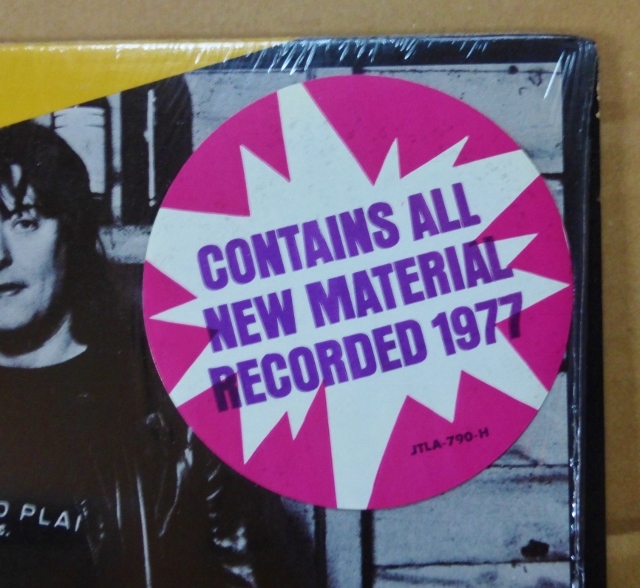 CONTAINS ALL
NEW MATERIAL
RECORDED 1977
JTLA-790-H